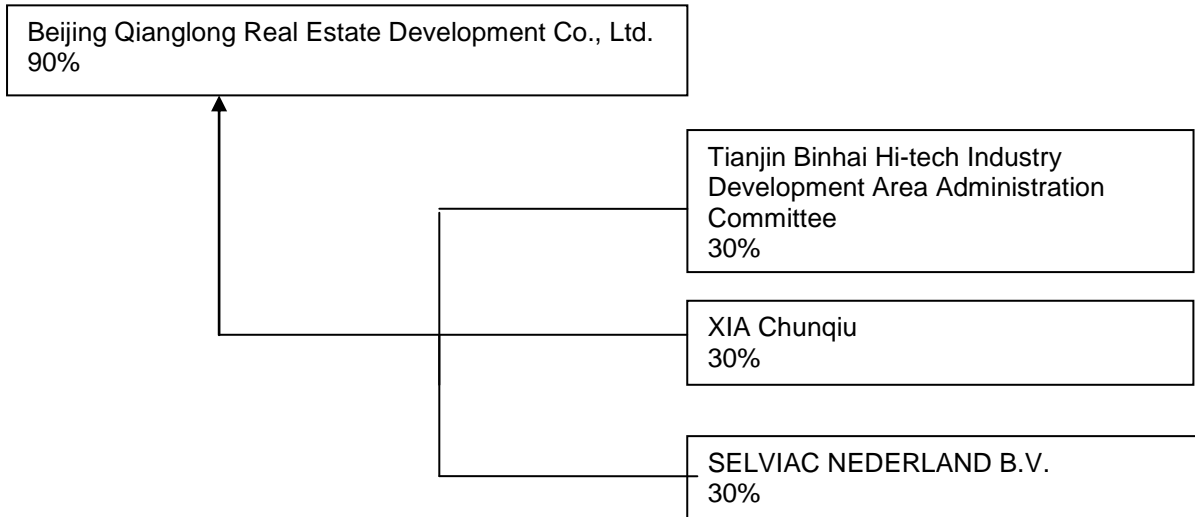 Beijing Qianglong Real Estate Development Co., Ltd.
90%
Tianjin Binhai Hi-tech Industry
Development Area Administration
Committee
30%
XIA Chunqiu
30%
SELVIAC NEDERLAND B.V.
30%